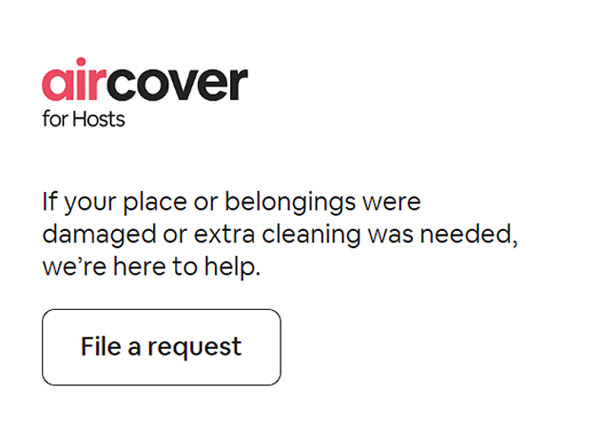 aircover
for Hosts
If your place or belongings were
damaged or extra cleaning was needed,
we’re here to help.
File a request